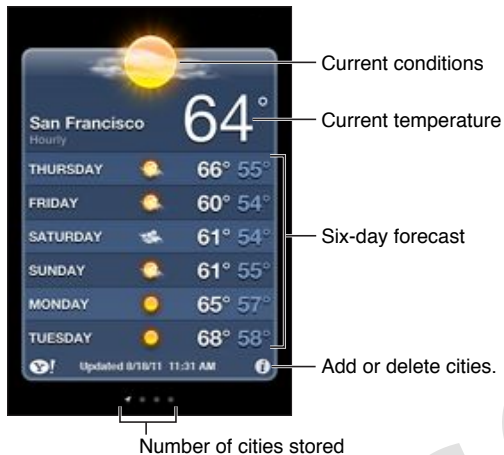 Current conditions
64°
Current temperature
San Francisco
Hourly
THURSDAY 66° 55°
FRIDAY 60° 54°
SATURDAY 61° 54°
Six-day forecast
SUNDAY 61° 55°
MONDAY 65° 57°
TUESDAY 68° 58°
Y! Updated 8/18/11 11:31 AM i
Add or delete cities.
Number of cities stored